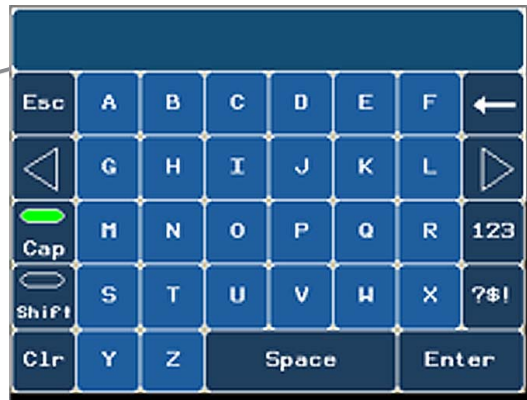 Esc A B C D E F
G H I J K L
Cap M N O P Q R 123
Shift S T U V W X ?$!
Clr Y Z Space Enter